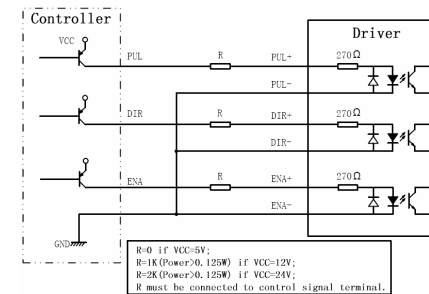 Controller
Driver
VCC
PUL
R
PUL+
270Ω
PUL-
DIR
R
DIR+
270Ω
DIR-
ENA
R
ENA+
270Ω
ENA-
GND
R=0 if VCC=5V;
R=1K(Power>0.125W) if VCC=12V;
R=2K(Power>0.125W) if VCC=24V;
R must be connected to control signal terminal.